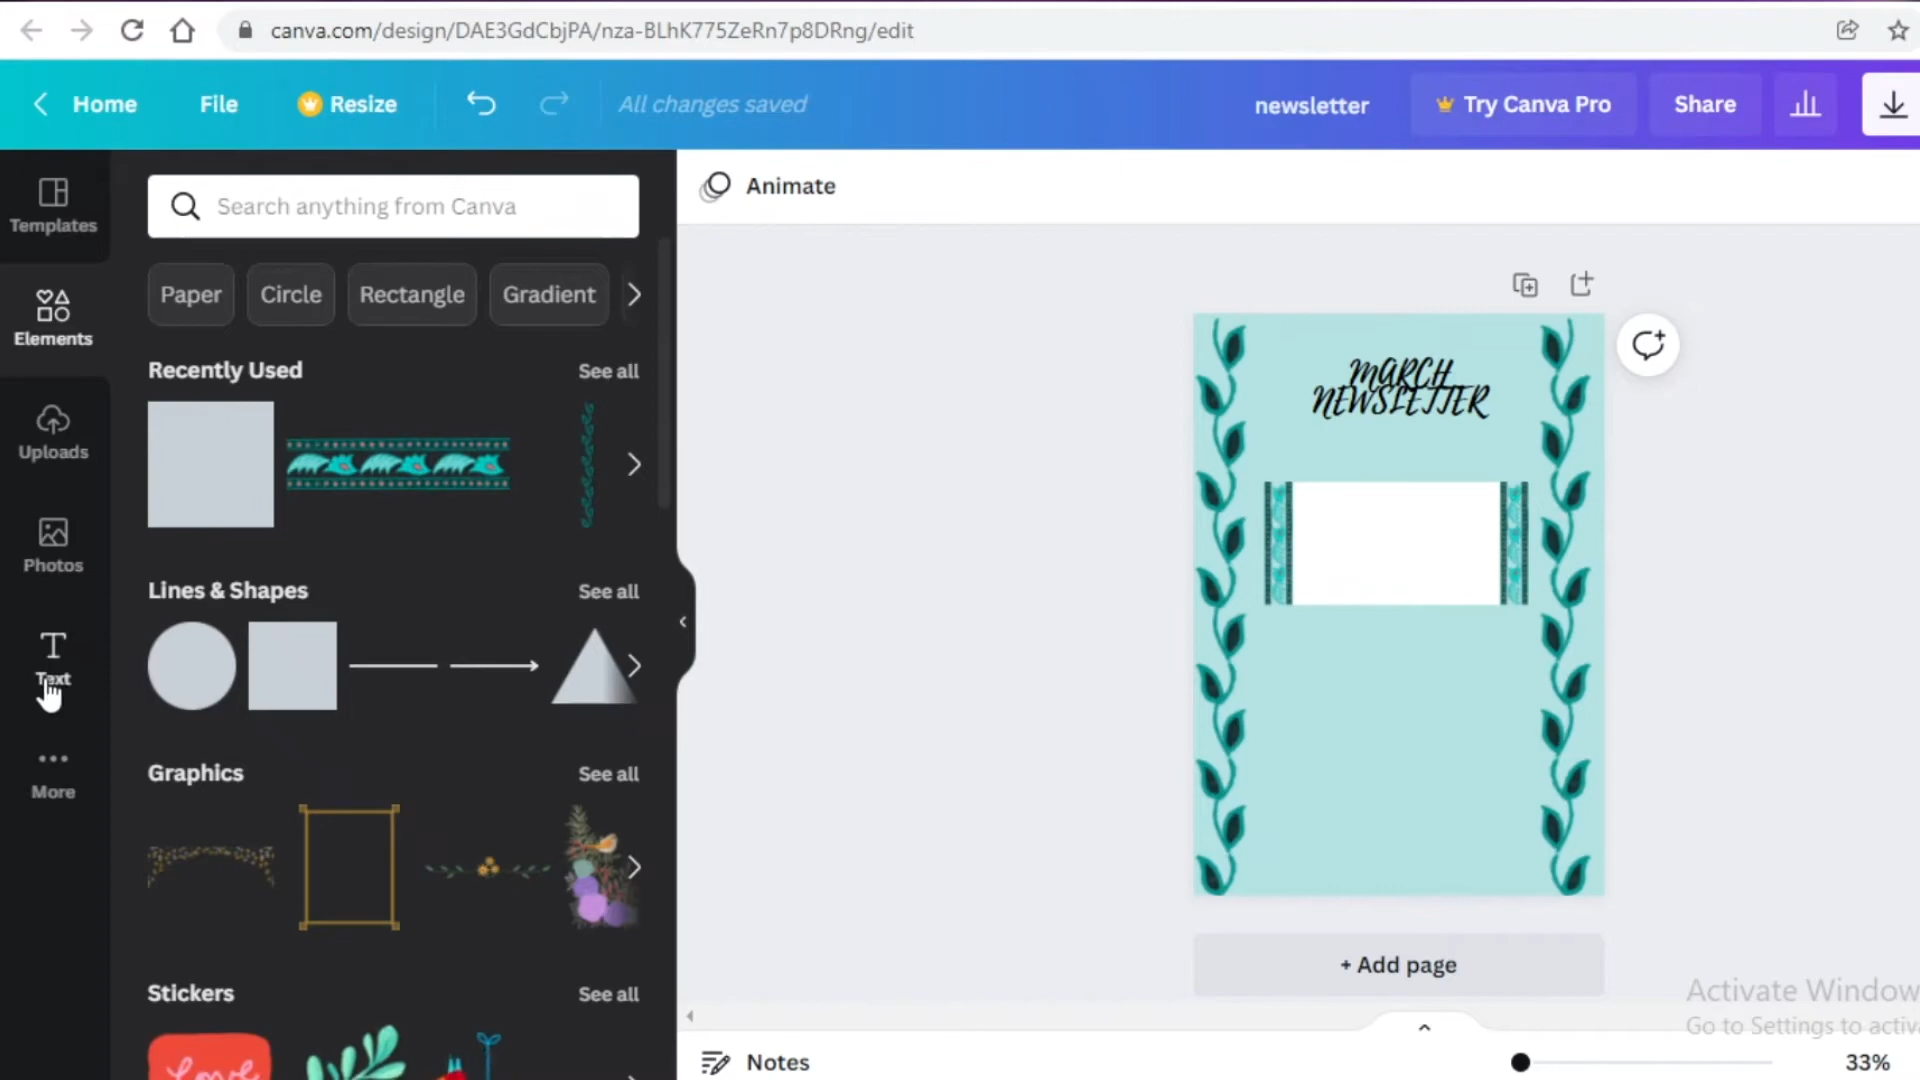 canva.com/design/DAE3GdCbjPA/nza-BLhK775ZeRn7p8DRng/edit
Home File Resize All changes saved newsletter Try Canva Pro Share
Templates
Elements
Uploads
Photos
Text
More
Search anything from Canva
Paper Circle Rectangle Gradient
Recently Used See all
Lines & Shapes See all
Graphics See all
Stickers See all
Love
Animate
MARCH
NEWSLETTER
+ Add page
Activate Window
Go to Settings to activa
Notes 33%